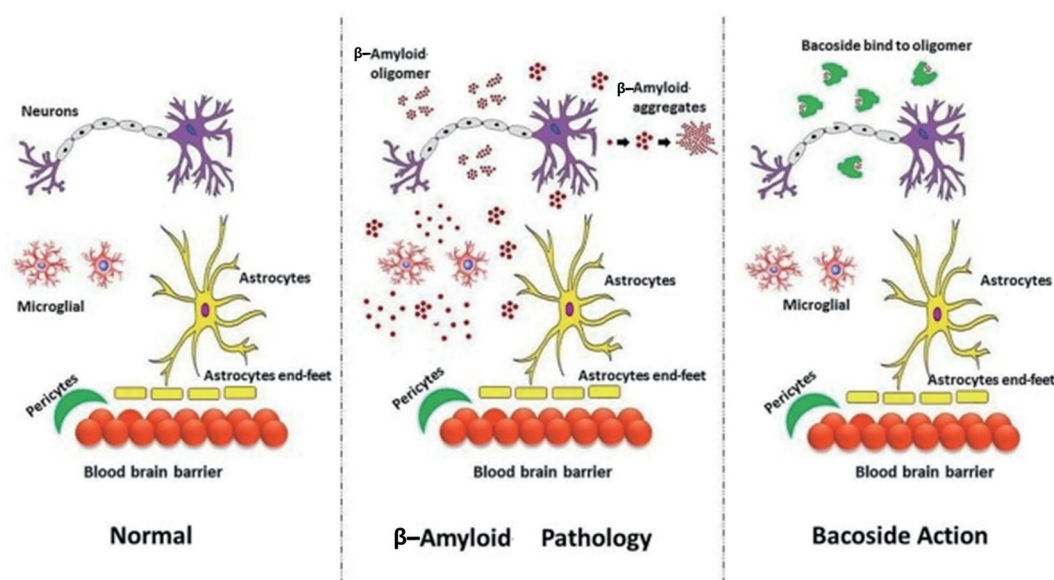 Neurons
Microglial
Astrocytes
Astrocytes end-feet
Pericytes
Blood brain barrier
Normal
β–Amyloid
oligomer
β–Amyloid
aggregates
Astrocytes
Astrocytes end-feet
Pericytes
Blood brain barrier
β–Amyloid Pathology
Bacoside bind to oligomer
Astrocytes
Microglial
Astrocytes end-feet
Pericytes
Blood brain barrier
Bacoside Action